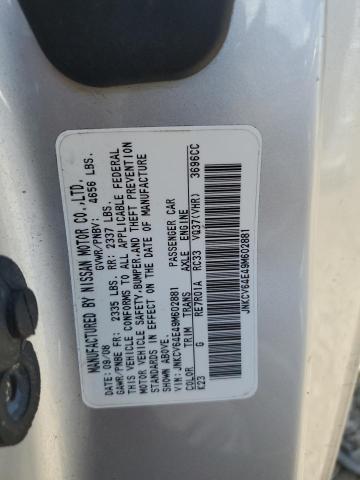 MANUFACTURED BY NISSAN MOTOR CO.,LTD.
09/08 GVWR/PNBV: 4656 LBS.
GAWR/PNBE FR: 2335 LBS. RR: 2337 LBS.
THIS VEHICLE CONFORMS TO ALL APPLICABLE FEDERAL
MOTOR VEHICLE SAFETY,BUMPER,AND THEFT PREVENTION
STANDARDS IN EFFECT ON THE DATE OF MANUFACTURE
SHOWN ABOVE.
VIN: JNKCV64E49M602881 PASSENGER CAR
COLOR TRIM TRANS AXLE ENGINE
K23 G RE7R01A RC33 VQ37(VHR) 3696CC
JNKCV64E49M602881